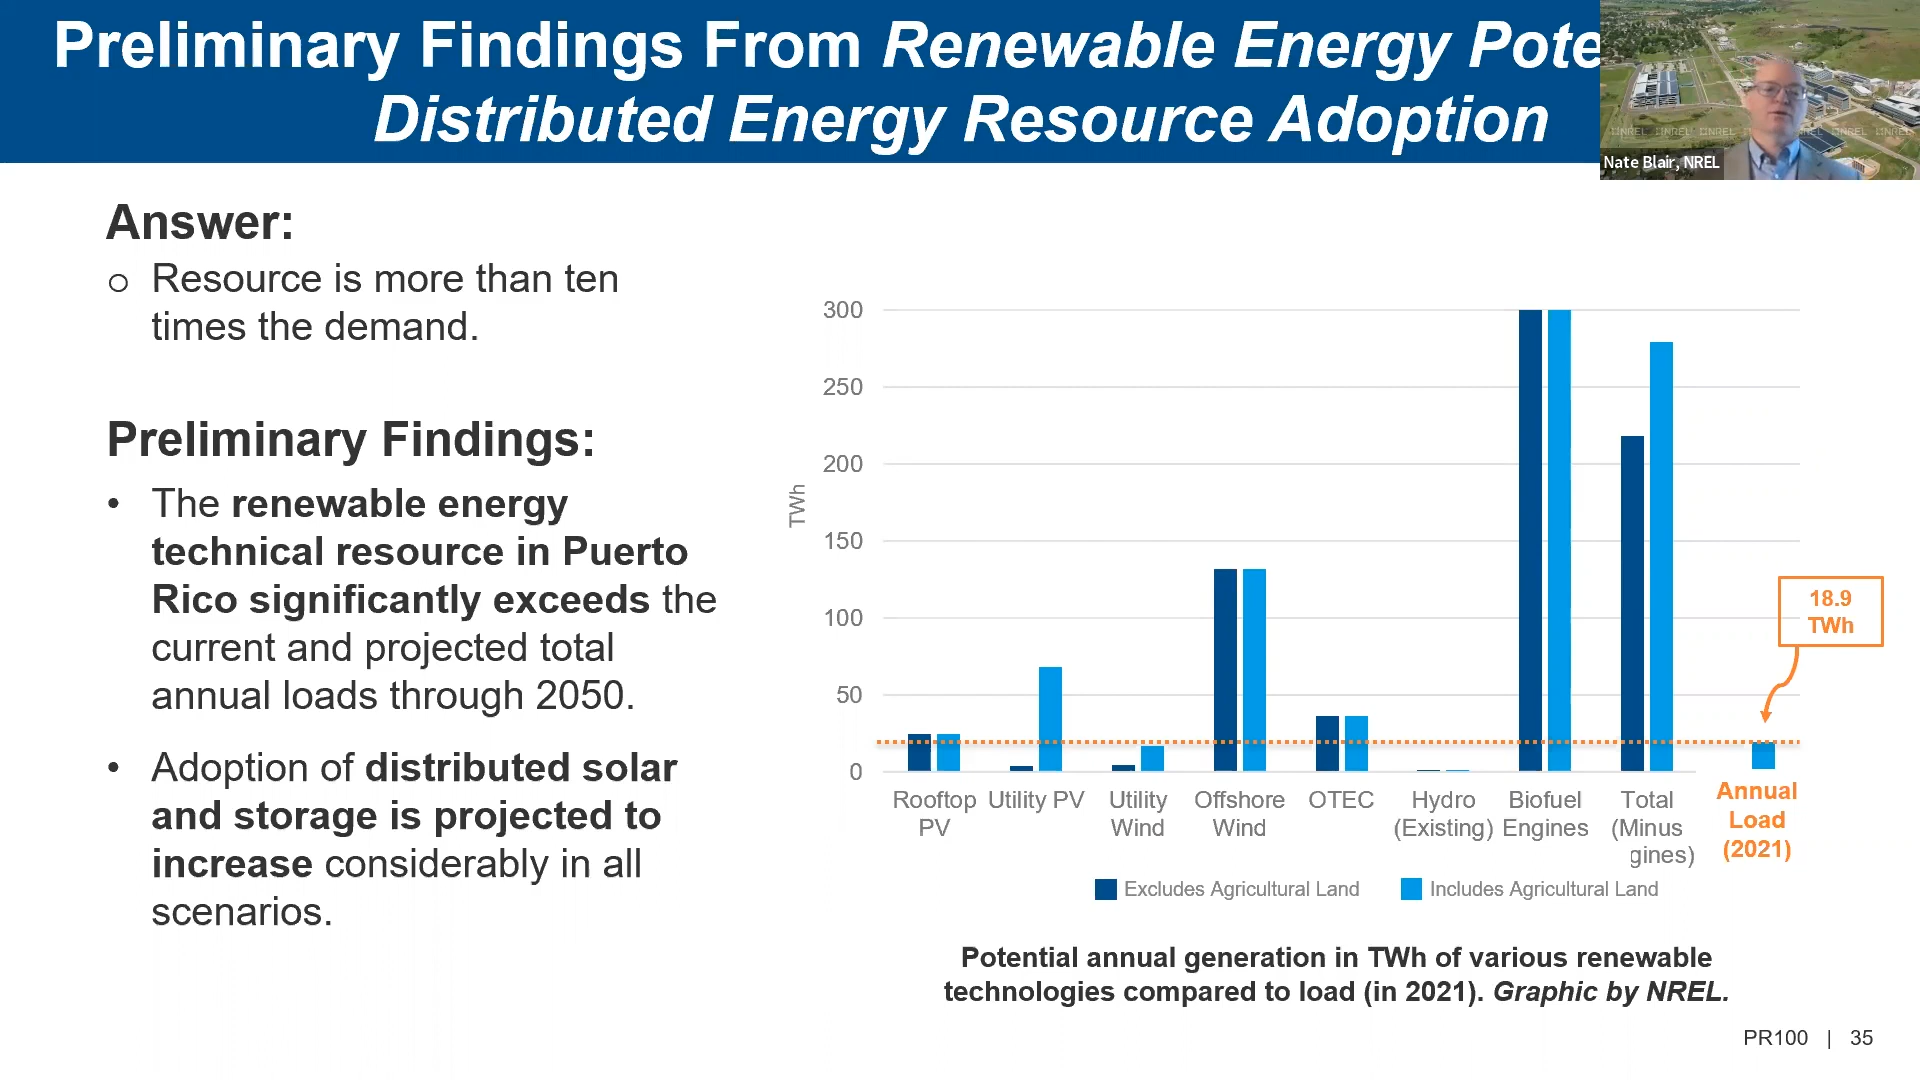 Preliminary Findings From Renewable Energy Pote
Distributed Energy Resource Adoption
Nate Blair, NREL
Answer:
o Resource is more than ten
times the demand.
Preliminary Findings:
• The renewable energy
technical resource in Puerto
Rico significantly exceeds the
current and projected total
annual loads through 2050.
• Adoption of distributed solar
and storage is projected to
increase considerably in all
scenarios.
TWh
300
250
200
150
100
50
0
18.9
TWh
Rooftop
PV
Utility PV
Utility
Wind
Offshore
Wind
OTEC
Hydro
(Existing)
Biofuel
Engines
Total
(Minus
gines)
Annual
Load
(2021)
Excludes Agricultural Land
Includes Agricultural Land
Potential annual generation in TWh of various renewable
technologies compared to load (in 2021). Graphic by NREL.
PR100 | 35